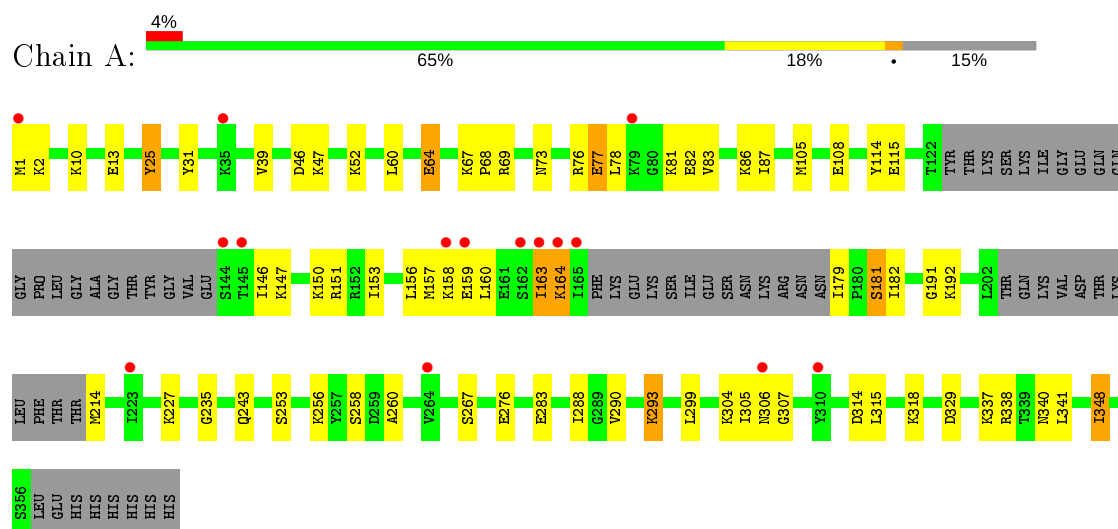 4%
Chain A:
65% 18% • 15%
M1 K2 K10 E13 Y25 Y31 K35 V39 D46 K47 K52 L60 E64 K67 P68 R69 N73 R76 E77 L78 K79 G80 K81 E82 V83 K86 I87 M105 E108 Y114 E115 T122 TYR THR LYS SER LYS ILE GLY GLU GLN GLN
GLY PRO LEU GLY ALA GLY THR TYR GLY VAL GLU S144 T145 I146 K147 K150 R151 R152 I153 L156 M157 K158 E159 L160 E161 S162 I163 K164 I165 PHE LYS GLU LYS SER ILE GLU SER ASN LYS ARG ASN ASN I179 P180 S181 I182 G191 K192 L202 THR GLN LYS VAL ASP THR LYS
LEU PHE THR THR M214 I223 K227 G235 Q243 S253 K256 Y257 S258 D259 A260 V264 S267 E276 E283 I288 G289 V290 K293 L299 K304 I305 N306 G307 Y310 D314 L315 K318 D329 K337 R338 T339 N340 L341 I348
S356 LEU GLU HIS HIS HIS HIS HIS HIS